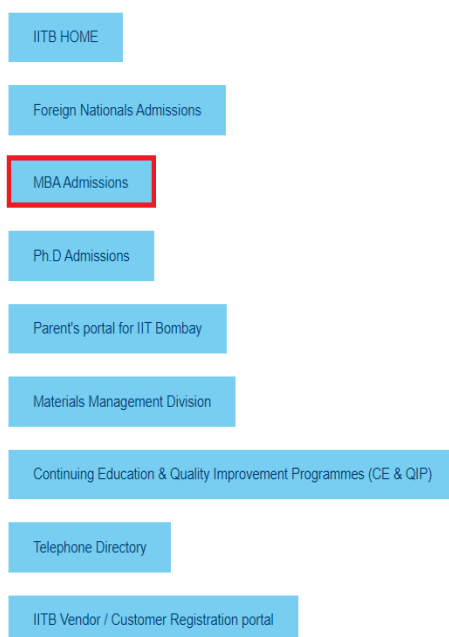 IITB HOME
Foreign Nationals Admissions
MBA Admissions
Ph.D Admissions
Parent's portal for IIT Bombay
Materials Management Division
Continuing Education & Quality Improvement Programmes (CE & QIP)
Telephone Directory
IITB Vendor / Customer Registration portal